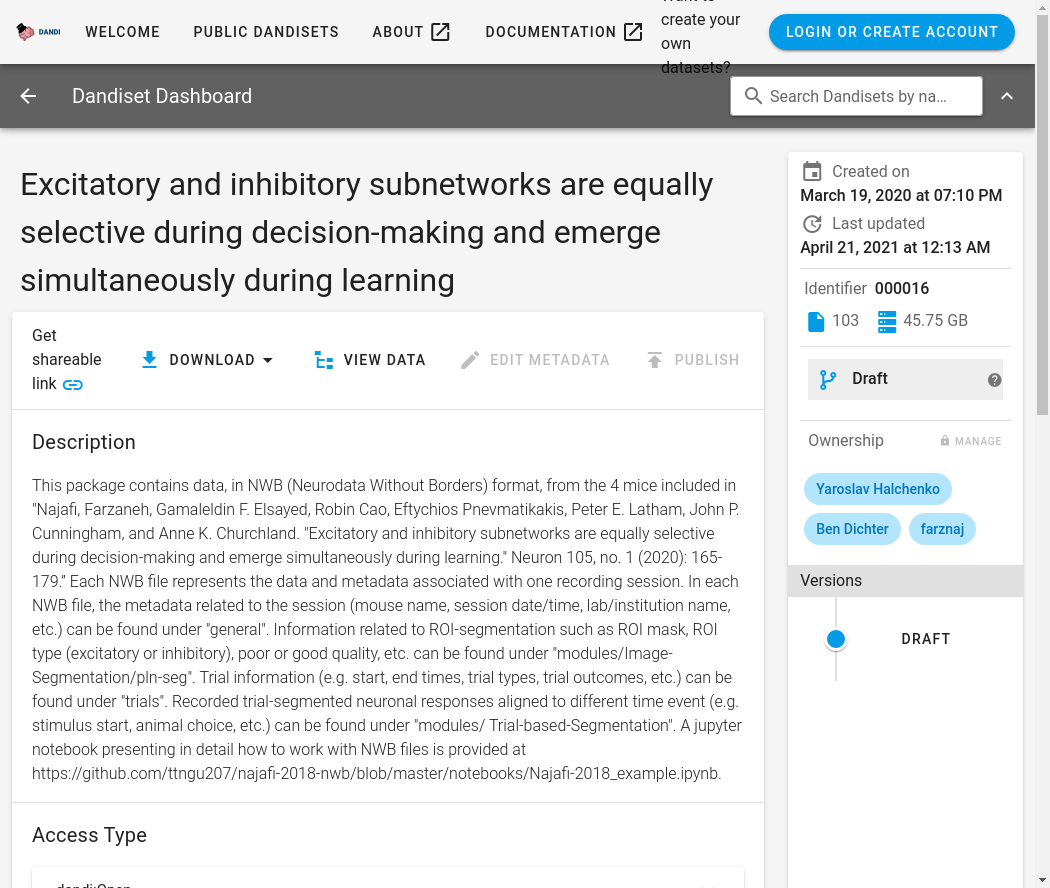 DANDI
WELCOME
PUBLIC DANDISETS
ABOUT
DOCUMENTATION
create your
own
datasets?
LOGIN OR CREATE ACCOUNT
Dandiset Dashboard
Search Dandisets by na...
Excitatory and inhibitory subnetworks are equally
selective during decision-making and emerge
simultaneously during learning
Get
shareable
link
DOWNLOAD
VIEW DATA
EDIT METADATA
PUBLISH
Description
This package contains data, in NWB (Neurodata Without Borders) format, from the 4 mice included in
"Najafi, Farzaneh, Gamaleldin F. Elsayed, Robin Cao, Eftychios Pnevmatikakis, Peter E. Latham, John P.
Cunningham, and Anne K. Churchland. "Excitatory and inhibitory subnetworks are equally selective
during decision-making and emerge simultaneously during learning." Neuron 105, no. 1 (2020): 165-
179.” Each NWB file represents the data and metadata associated with one recording session. In each
NWB file, the metadata related to the session (mouse name, session date/time, lab/institution name,
etc.) can be found under "general". Information related to ROI-segmentation such as ROI mask, ROI
type (excitatory or inhibitory), poor or good quality, etc. can be found under "modules/Image-
Segmentation/pln-seg". Trial information (e.g. start, end times, trial types, trial outcomes, etc.) can be
found under "trials". Recorded trial-segmented neuronal responses aligned to different time event (e.g.
stimulus start, animal choice, etc.) can be found under "modules/ Trial-based-Segmentation". A jupyter
notebook presenting in detail how to work with NWB files is provided at
https://github.com/ttngu207/najafi-2018-nwb/blob/master/notebooks/Najafi-2018_example.ipynb.
Access Type
Created on
March 19, 2020 at 07:10 PM
Last updated
April 21, 2021 at 12:13 AM
Identifier 000016
103
45.75 GB
Draft
Ownership
MANAGE
Yaroslav Halchenko
Ben Dichter
farznaj
Versions
DRAFT